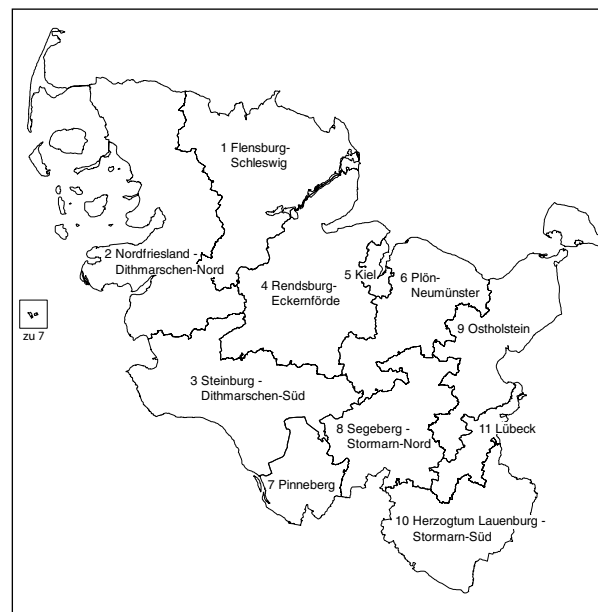 1 Flensburg-
Schleswig
2 Nordfriesland -
Dithmarschen-Nord
4 Rendsburg-
Eckernförde
5 Kiel
6 Plön-
Neumünster
9 Ostholstein
zu 7
3 Steinburg -
Dithmarschen-Süd
8 Segeberg -
Stormarn-Nord
11 Lübeck
7 Pinneberg
10 Herzogtum Lauenburg -
Stormarn-Süd